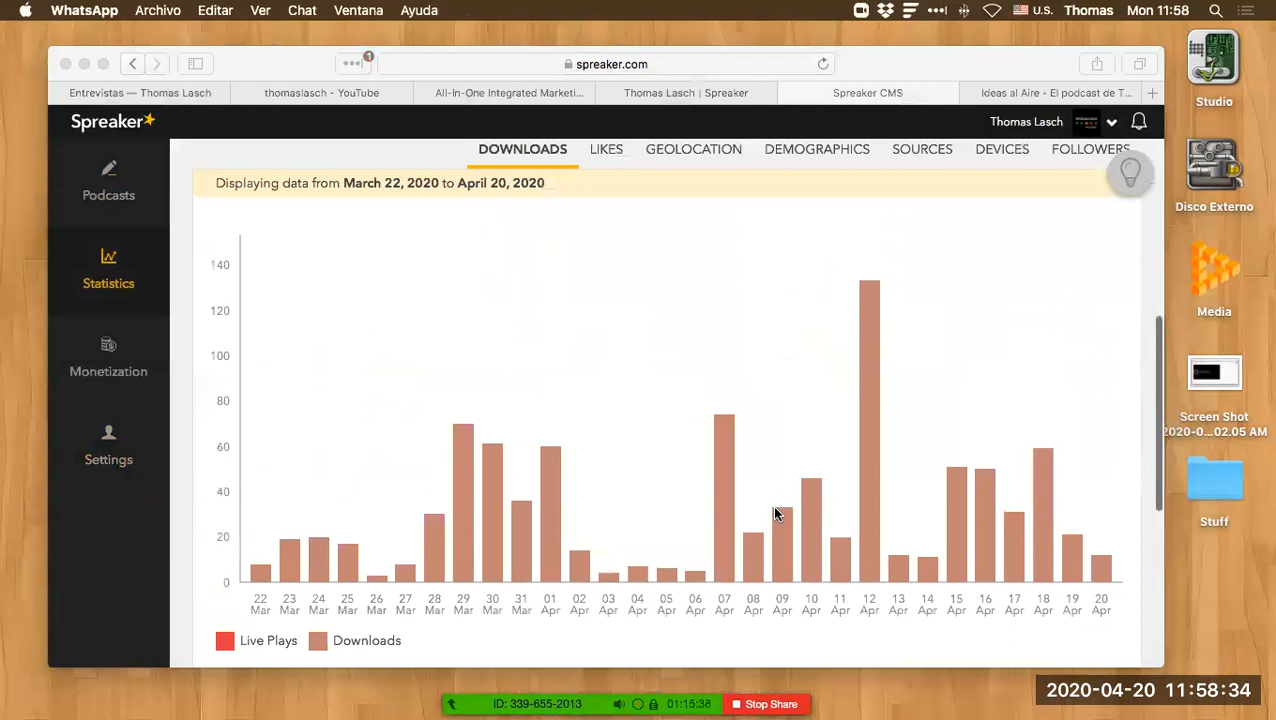 WhatsApp Archivo Editar Ver Chat Ventana Ayuda U.S. Thomas Mon 11:58
1 spreaker.com
Entrevistas — Thomas Lasch thomaslasch - YouTube All-In-One Integrated Marketi... Thomas Lasch | Spreaker Spreaker CMS Ideas al Aire - El podcast de T... +
Spreaker Thomas Lasch
DOWNLOADS LIKES GEOLOCATION DEMOGRAPHICS SOURCES DEVICES FOLLOWERS
Displaying data from March 22, 2020 to April 20, 2020
Podcasts
Statistics
Monetization
Settings
140
120
100
80
60
40
20
0
22 23 24 25 26 27 28 29 30 31 01 02 03 04 05 06 07 08 09 10 11 12 13 14 15 16 17 18 19 20
Mar Mar Mar Mar Mar Mar Mar Mar Mar Mar Apr Apr Apr Apr Apr Apr Apr Apr Apr Apr Apr Apr Apr Apr Apr Apr Apr Apr Apr Apr
Live Plays Downloads
Studio
Disco Externo
Media
Screen Shot
2020-0...02.05 AM
Stuff
2020-04-20 11:58:34
ID: 339-655-2013 01:15:38 Stop Share